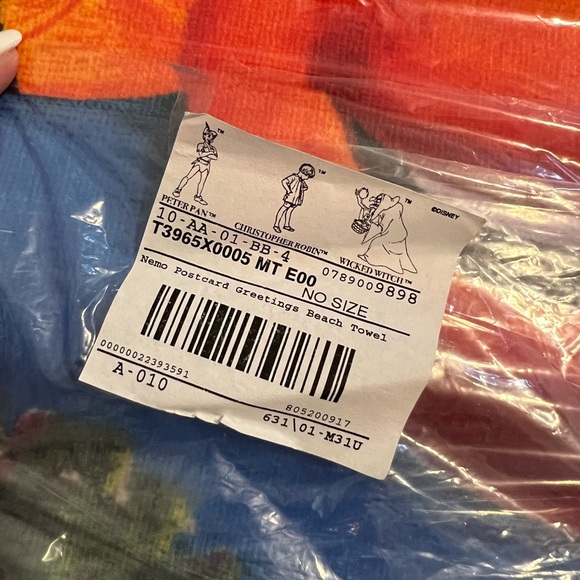 PETER PAN™
CHRISTOPHER ROBIN™
WICKED WITCH™
©DISNEY
10-AA-01-BB-4
T3965X0005 MT E00
0789009898
NO SIZE
Nemo Postcard Greetings Beach Towel
00000022393591
805200917
A-010
631\01-M31U